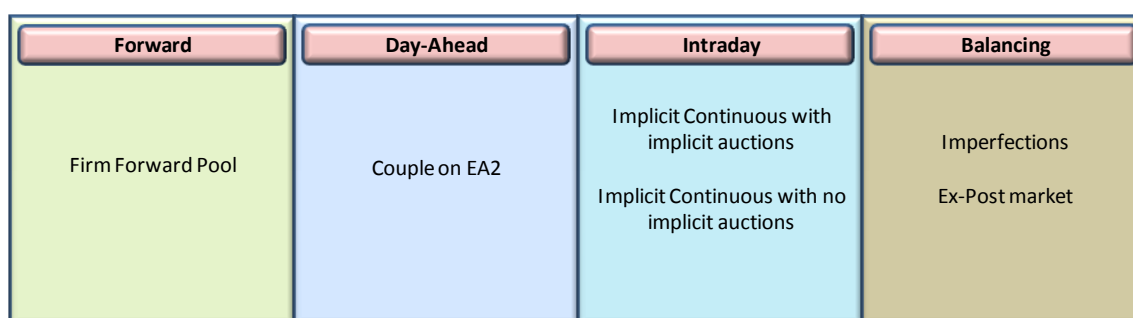 Forward
Firm Forward Pool
Day-Ahead
Couple on EA2
Intraday
Implicit Continuous with
implicit auctions
Implicit Continuous with no
implicit auctions
Balancing
Imperfections
Ex-Post market